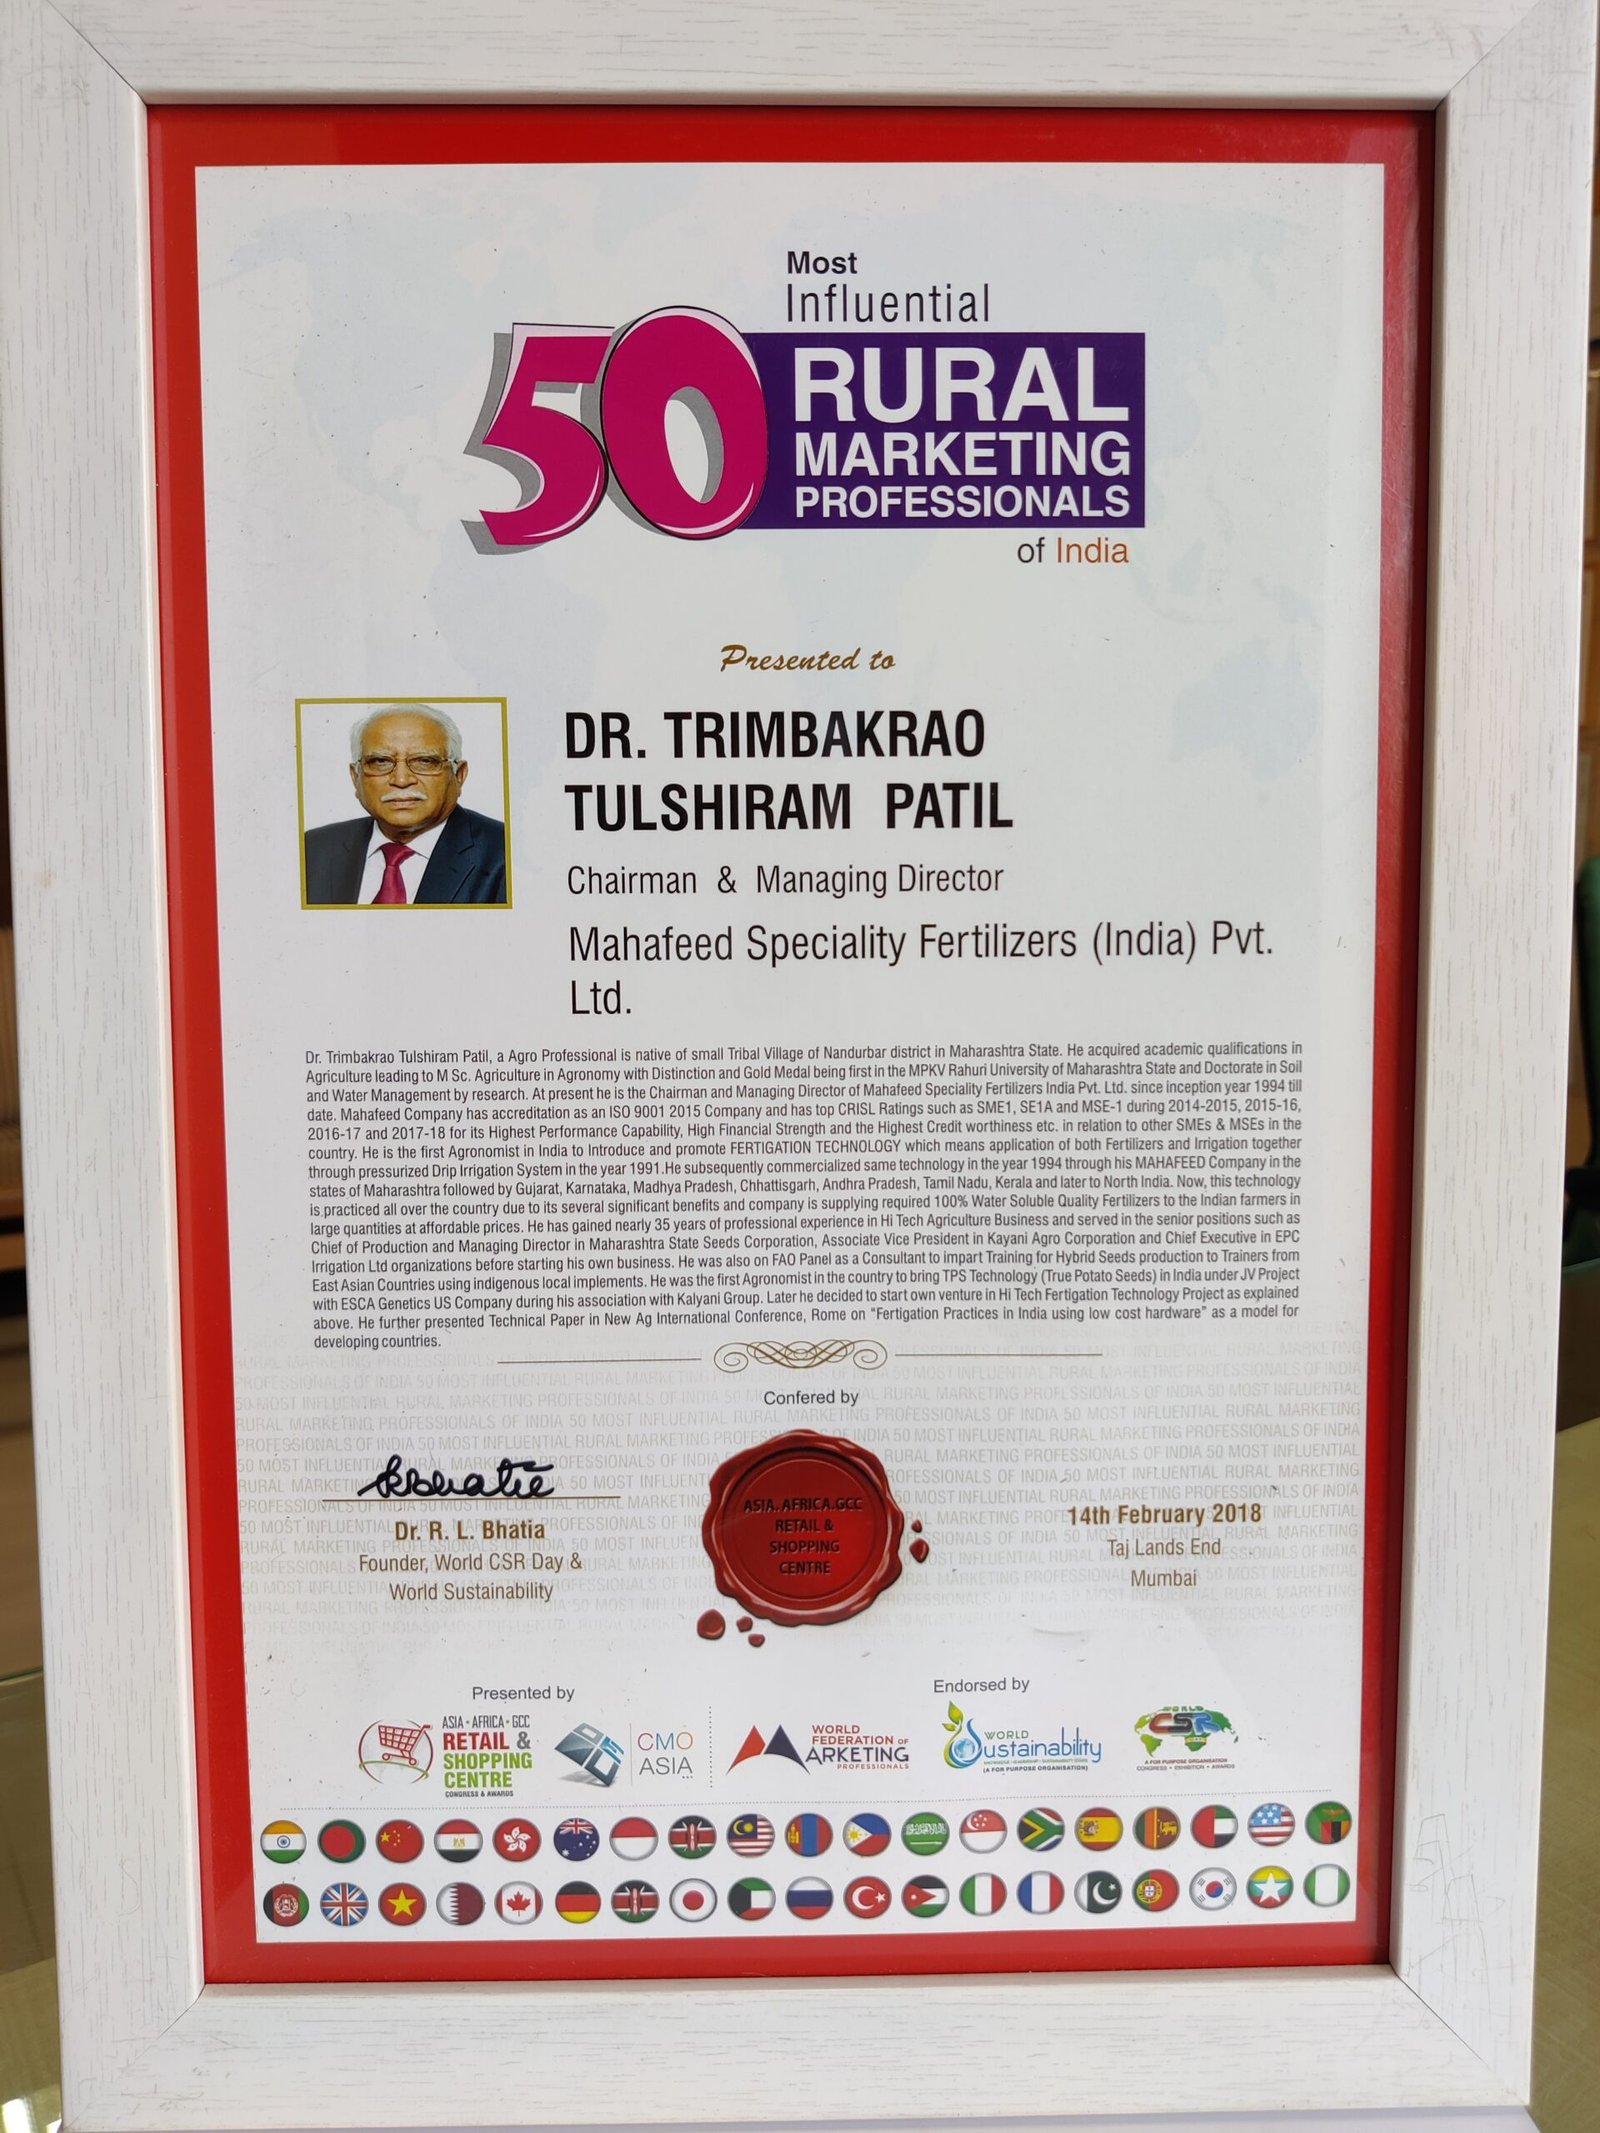 Most
Influential
50 RURAL
MARKETING
PROFESSIONALS
of India
Presented to
DR. TRIMBAKRAO
TULSHIRAM PATIL
Chairman & Managing Director
Mahafeed Speciality Fertilizers (India) Pvt.
Ltd.
Dr. Trimbakrao Tulshiram Patil, a Agro Professional is native of small Tribal Village of Nandurbar district in Maharashtra State. He acquired academic qualifications in
Agriculture leading to M Sc. Agriculture in Agronomy with Distinction and Gold Medal being first in the MPKV Rahuri University of Maharashtra State and Doctorate in Soil
and Water Management by research. At present he is the Chairman and Managing Director of Mahafeed Speciality Fertilizers India Pvt. Ltd. since inception year 1994 till
date. Mahafeed Company has accreditation as an ISO 9001 2015 Company and has top CRISL Ratings such as SME1, SE1A and MSE-1 during 2014-2015, 2015-16,
2016-17 and 2017-18 for its Highest Performance Capability, High Financial Strength and the Highest Credit worthiness etc. in relation to other SMEs & MSEs in the
country. He is the first Agronomist in India to Introduce and promote FERTIGATION TECHNOLOGY which means application of both Fertilizers and Irrigation together
through pressurized Drip Irrigation System in the year 1991.He subsequently commercialized same technology in the year 1994 through his MAHAFEED Company in the
states of Maharashtra followed by Gujarat, Karnataka, Madhya Pradesh, Chhattisgarh, Andhra Pradesh, Tamil Nadu, Kerala and later to North India. Now, this technology
is practiced all over the country due to its several significant benefits and company is supplying required 100% Water Soluble Quality Fertilizers to the Indian farmers in
large quantities at affordable prices. He has gained nearly 35 years of professional experience in Hi Tech Agriculture Business and served in the senior positions such as
Chief of Production and Managing Director in Maharashtra State Seeds Corporation, Associate Vice President in Kayani Agro Corporation and Chief Executive in EPC
Irrigation Ltd organizations before starting his own business. He was also on FAO Panel as a Consultant to impart Training for Hybrid Seeds production to Trainers from
East Asian Countries using indigenous local implements. He was the first Agronomist in the country to bring TPS Technology (True Potato Seeds) in India under JV Project
with ESCA Genetics US Company during his association with Kalyani Group. Later he decided to start own venture in Hi Tech Fertigation Technology Project as explained
above. He further presented Technical Paper in New Ag International Conference, Rome on "Fertigation Practices in India using low cost hardware" as a model for
developing countries.
Confered by
Dr. R. L. Bhatia
Founder, World CSR Day &
World Sustainability
ASIA.AFRICA.GCC
RETAIL &
SHOPPING
CENTRE
14th February 2018
Taj Lands End
Mumbai
Presented by
Endorsed by
ASIA - AFRICA - GCC
RETAIL &
SHOPPING
CENTRE
CONGRESS & AWARDS
CMO
ASIA
WORLD
FEDERATION OF
MARKETING
PROFESSIONALS
WORLD
Sustainability
(A FOR PURPOSE ORGANISATION)
WORLD
CSR
A FOR PURPOSE ORGANISATION
CONGRESS • EXHIBITION • AWARDS